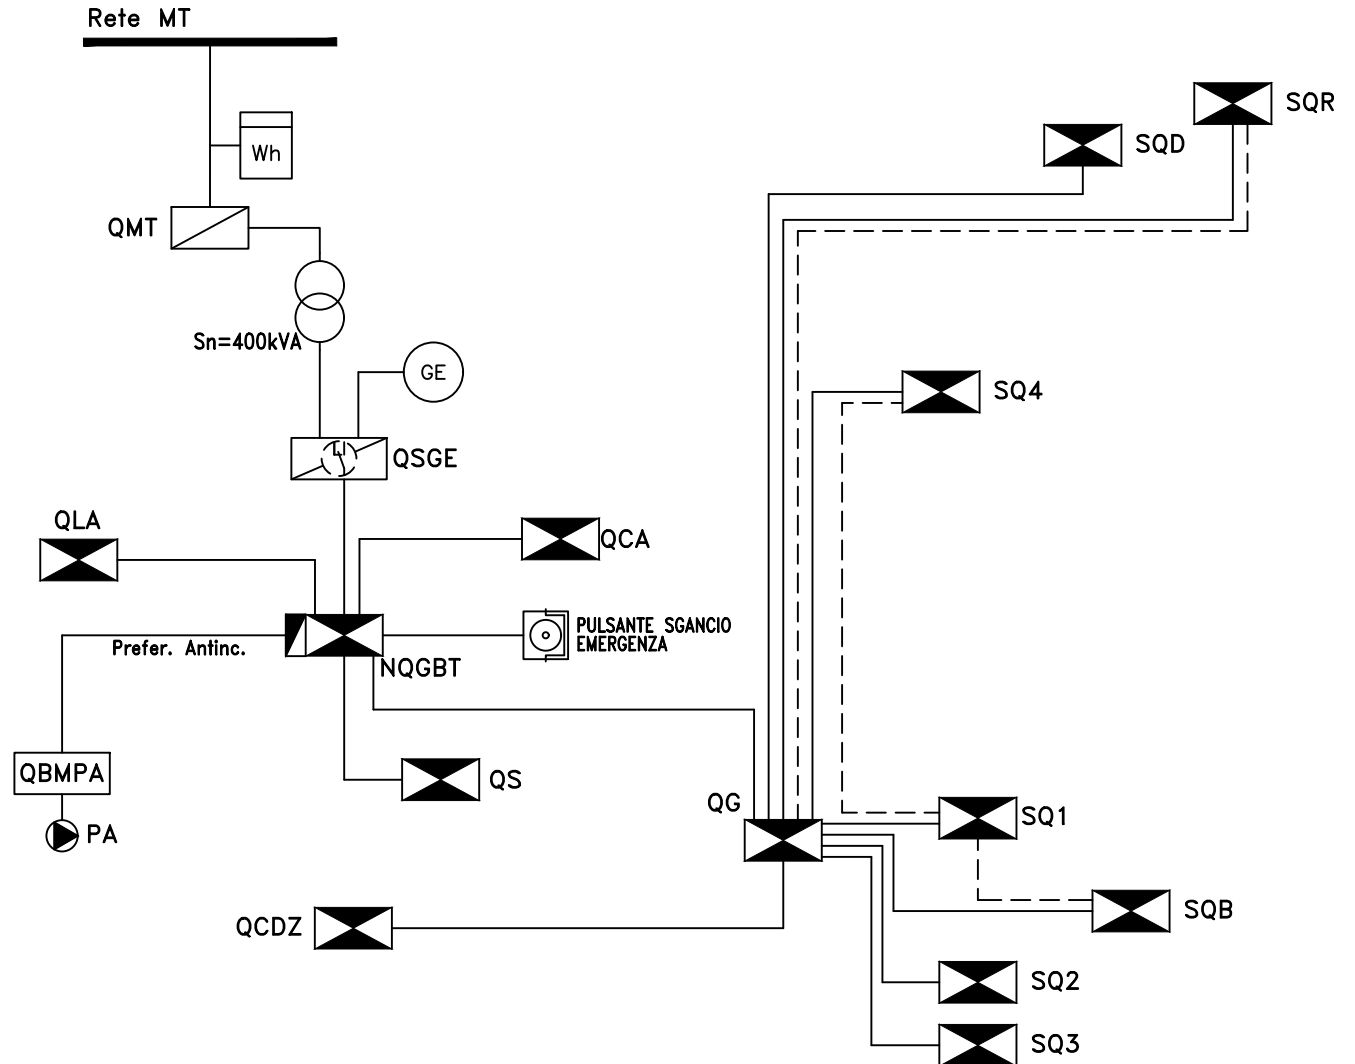 Rete MT
Wh
QMT
Sn=400kVA
GE
QSGE
SQD
SQR
SQ4
QLA
QCA
Prefer. Antinc.
NQGBT
PULSANTE SGANCIO
EMERGENZA
QBMPA
PA
QS
QG
SQ1
QCDZ
SQB
SQ2
SQ3